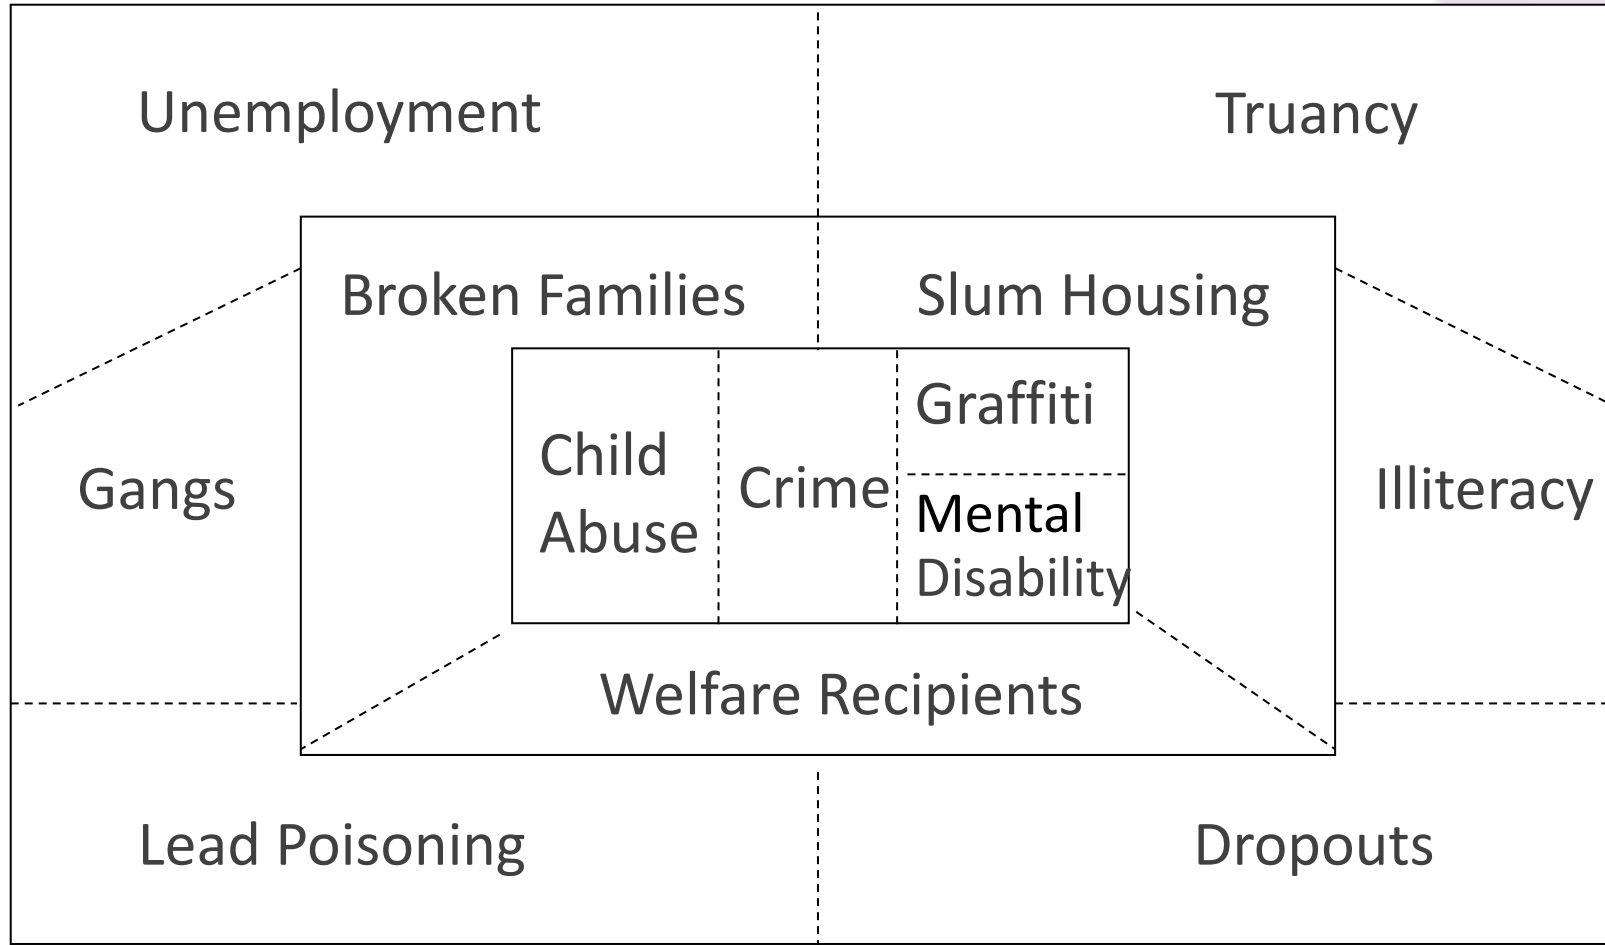 Unemployment
Truancy
Broken Families
Slum Housing
Gangs
Child
Abuse
Crime
Graffiti
Mental
Disability
Illiteracy
Welfare Recipients
Lead Poisoning
Dropouts